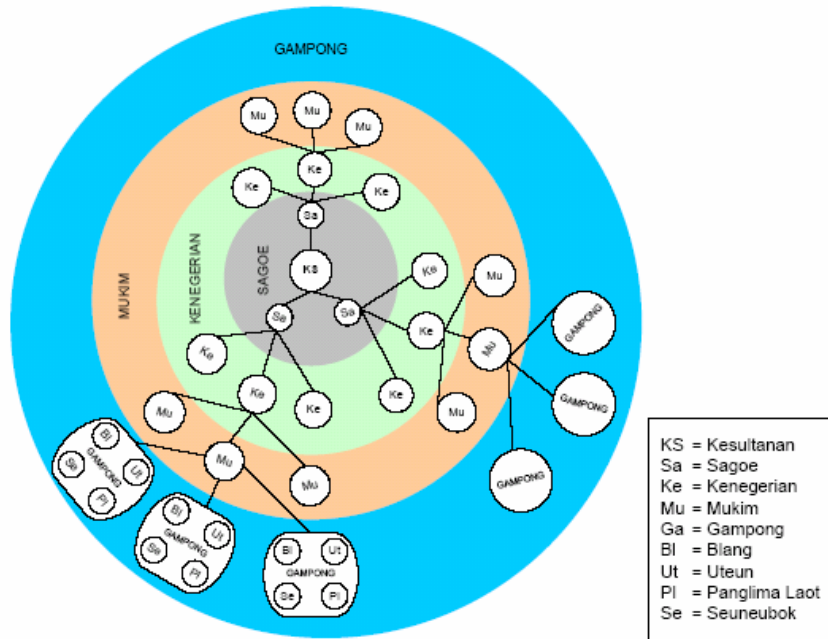 GAMPONG
Mu
Mu
Mu
Ke
Ke
Ke
Sa
MUKIM
KENEGERIAN
SAGOE
KS
Ke
Mu
Sa
Sa
Ke
Mu
GAMPONG
Ke
Ke
Ke
Ke
Mu
Mu
GAMPONG
Mu
Mu
GAMPONG
Bl
Se
GAMPONG
Ut
Pl
Bl
Ut
GAMPONG
Se
Pl
Bl
Ut
GAMPONG
Se
Pl
KS = Kesultanan
Sa = Sagoe
Ke = Kenegerian
Mu = Mukim
Ga = Gampong
Bl = Blang
Ut = Uteun
Pl = Panglima Laot
Se = Seuneubok